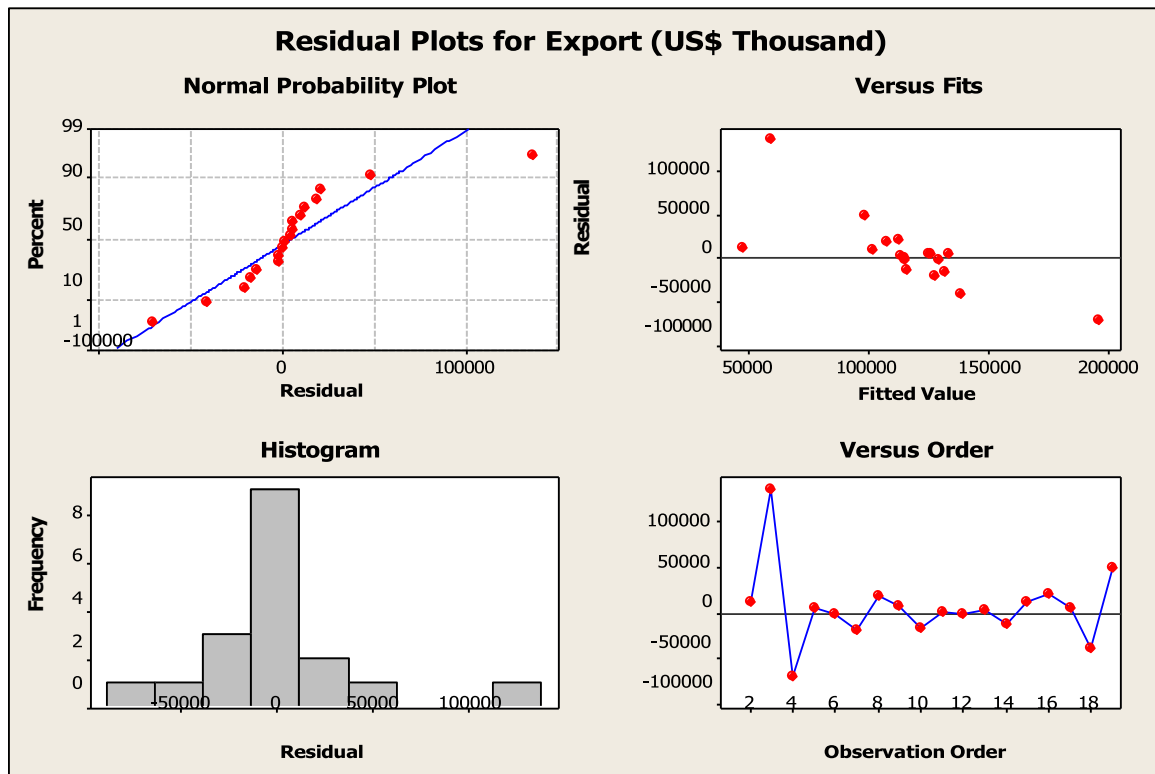 Residual Plots for Export (US$ Thousand)
Normal Probability Plot
99
90
50
10
1
Percent
-100000
0
100000
Residual
Versus Fits
100000
50000
0
-50000
-100000
Residual
50000
100000
150000
200000
Fitted Value
Histogram
8
6
4
2
0
Frequency
-50000
0
50000
100000
Residual
Versus Order
100000
50000
0
-50000
-100000
2 4 6 8 10 12 14 16 18
Observation Order